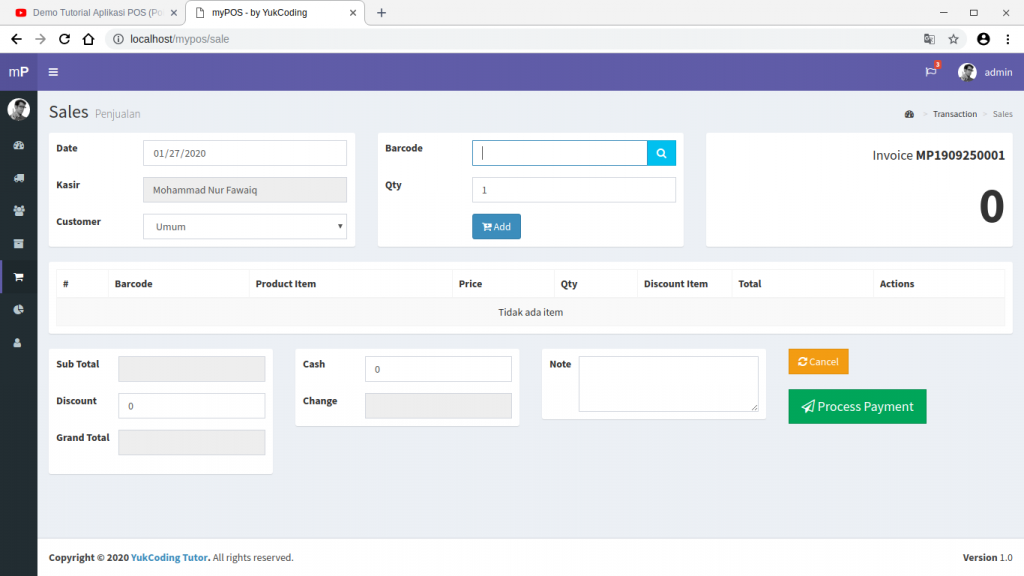 Demo Tutorial Aplikasi POS (Po
myPOS - by YukCoding
localhost/mypos/sale
mP
3
admin
Sales Penjualan
Transaction > Sales
Date 01/27/2020
Kasir Mohammad Nur Fawaiq
Customer Umum
Barcode
Qty 1
Add
Invoice MP1909250001
0
# Barcode Product Item Price Qty Discount Item Total Actions
Tidak ada item
Sub Total
Discount 0
Grand Total
Cash 0
Change
Note
Cancel
Process Payment
Copyright © 2020 YukCoding Tutor. All rights reserved.
Version 1.0